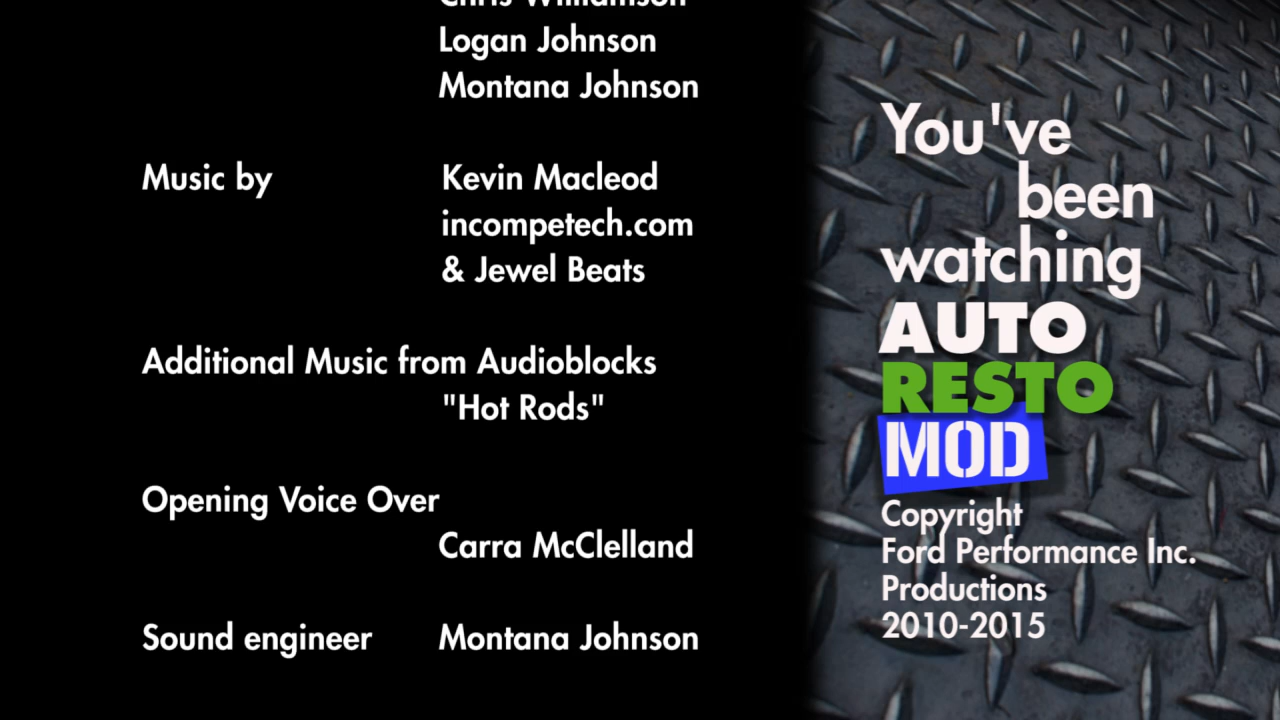 Chris Williamson
Logan Johnson
Montana Johnson
Music by Kevin Macleod
incompetech.com
& Jewel Beats
Additional Music from Audioblocks
"Hot Rods"
Opening Voice Over
Carra McClelland
Sound engineer Montana Johnson
You've
been
watching
AUTO
RESTO
MOD
Copyright
Ford Performance Inc.
Productions
2010-2015